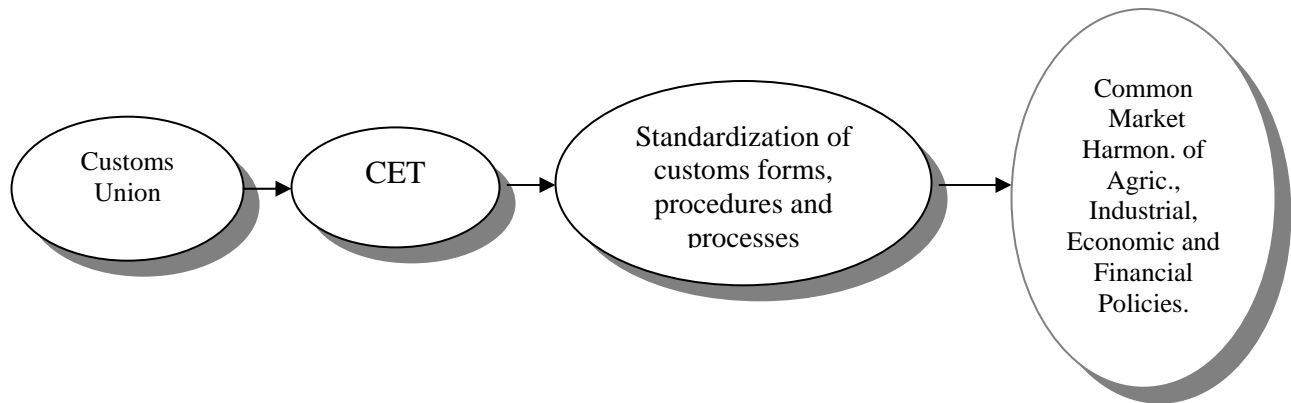 Customs
Union
CET
Standardization of
customs forms,
procedures and
processes
Common
Market
Harmon. of
Agric.,
Industrial,
Economic and
Financial
Policies.